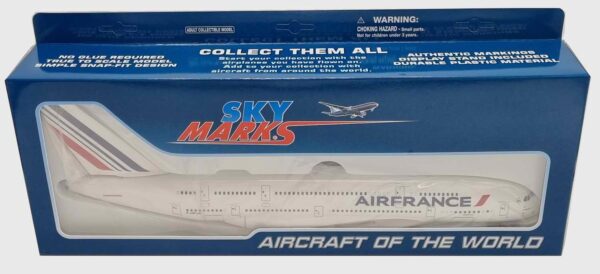 ADULT COLLECTIBLE MODEL
WARNING:
CHOKING HAZARD - Small parts.
Not for children under 3 years.
NO GLUE REQUIRED
TRUE TO SCALE MODEL
SIMPLE SNAP-FIT DESIGN
COLLECT THEM ALL
Start your collection with the
airplanes you have flown on.
Add to your collection with
aircraft from around the world.
AUTHENTIC MARKINGS
DISPLAY STAND INCLUDED
DURABLE PLASTIC MATERIAL
SKY
MARKS
AIRFRANCE
AIRCRAFT OF THE WORLD